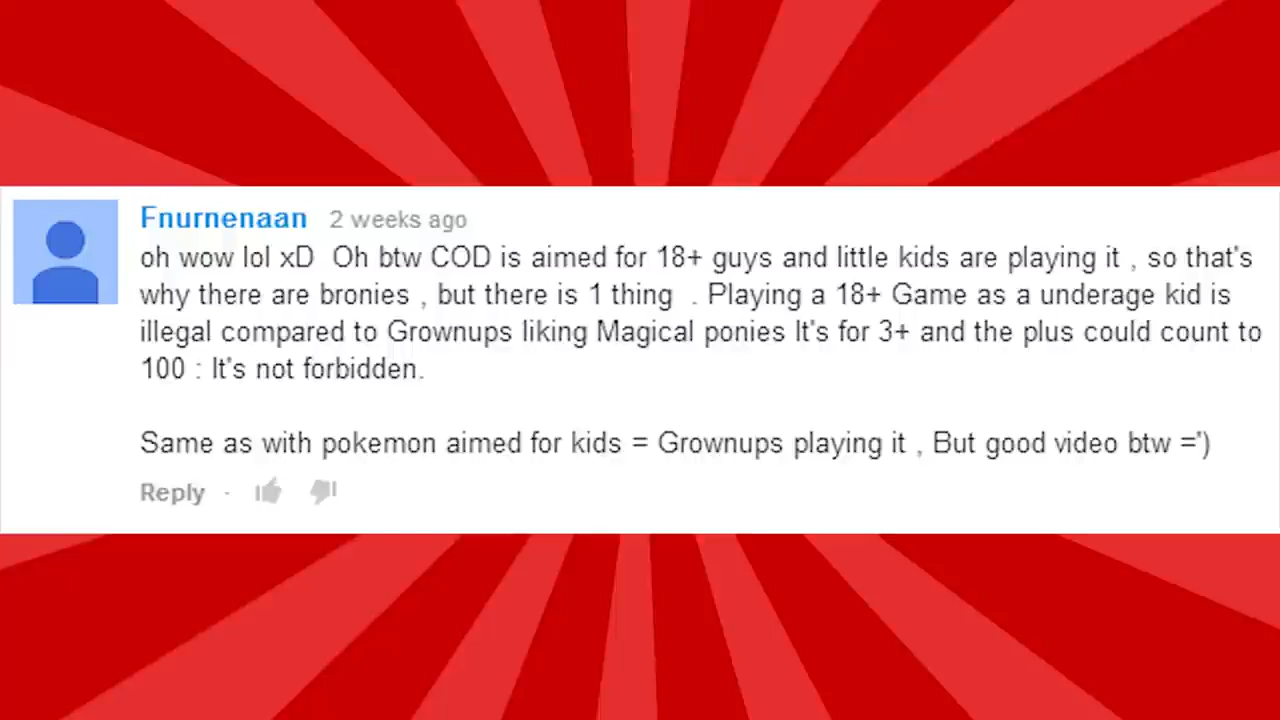 Fnurnenaan 2 weeks ago
oh wow lol xD  Oh btw COD is aimed for 18+ guys and little kids are playing it , so that's
why there are bronies , but there is 1 thing  . Playing a 18+ Game as a underage kid is
illegal compared to Grownups liking Magical ponies It's for 3+ and the plus could count to
100 : It's not forbidden.
Same as with pokemon aimed for kids = Grownups playing it , But good video btw =')
Reply ·